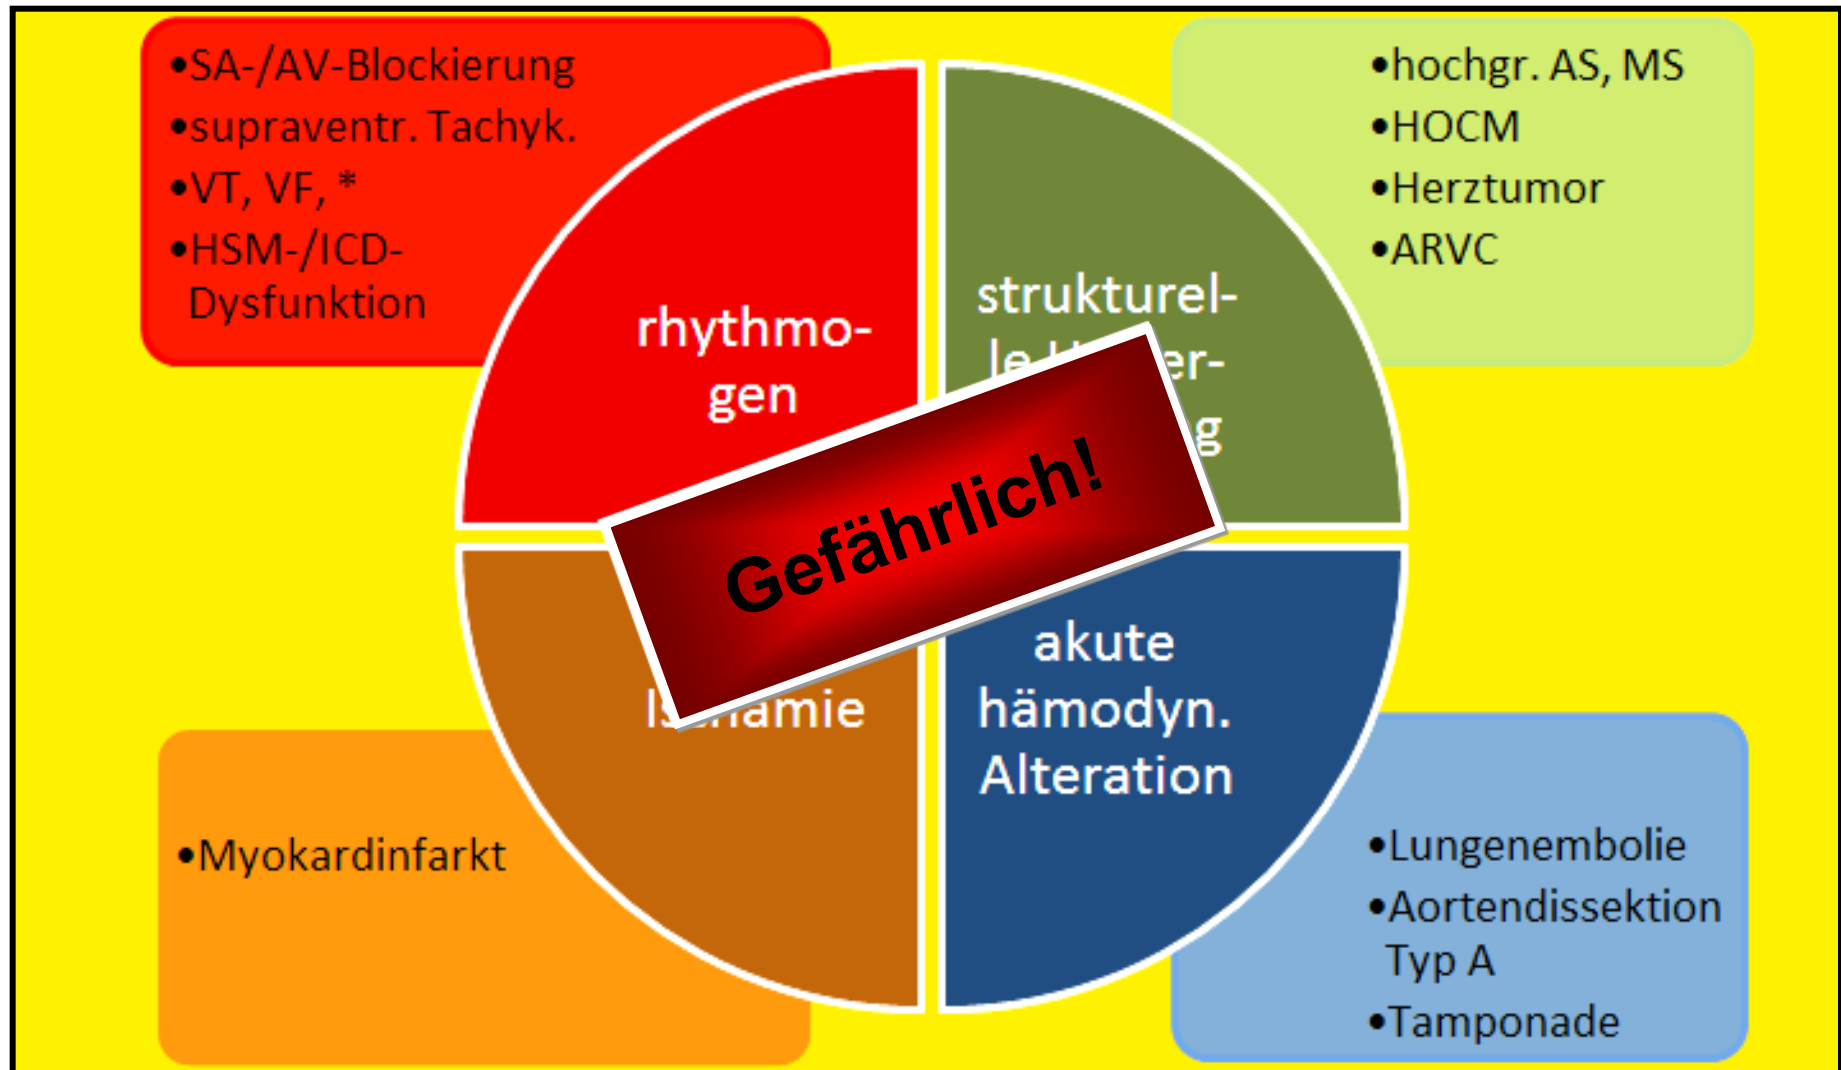 •SA-/AV-Blockierung
•supraventr. Tachyk.
•VT, VF, *
•HSM-/ICD-
Dysfunktion
•hochgr. AS, MS
•HOCM
•Herztumor
•ARVC
rhythmo-
gen
strukturel-
le
Gefährlich!
akute
hämodyn.
Alteration
•Myokardinfarkt
•Lungenembolie
•Aortendissektion
Typ A
•Tamponade